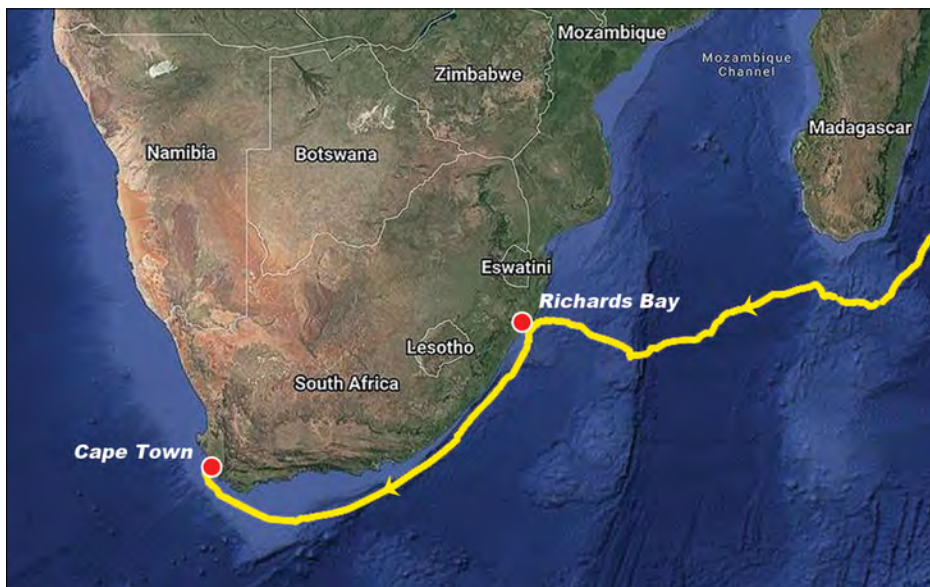 Mozambique
Mozambique
Channel
Zimbabwe
Madagascar
Namibia
Botswana
Eswatini
Richards Bay
Lesotho
South Africa
Cape Town